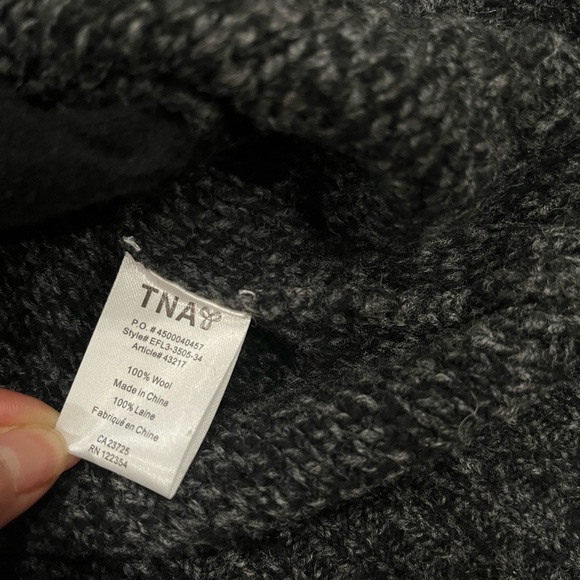 TNA
P.O. # 4500040457
Style# EFL3-3505-34
Article# 43217
100% Wool
Made in China
100% Laine
Fabriqué en Chine
CA 23725
RN 122354